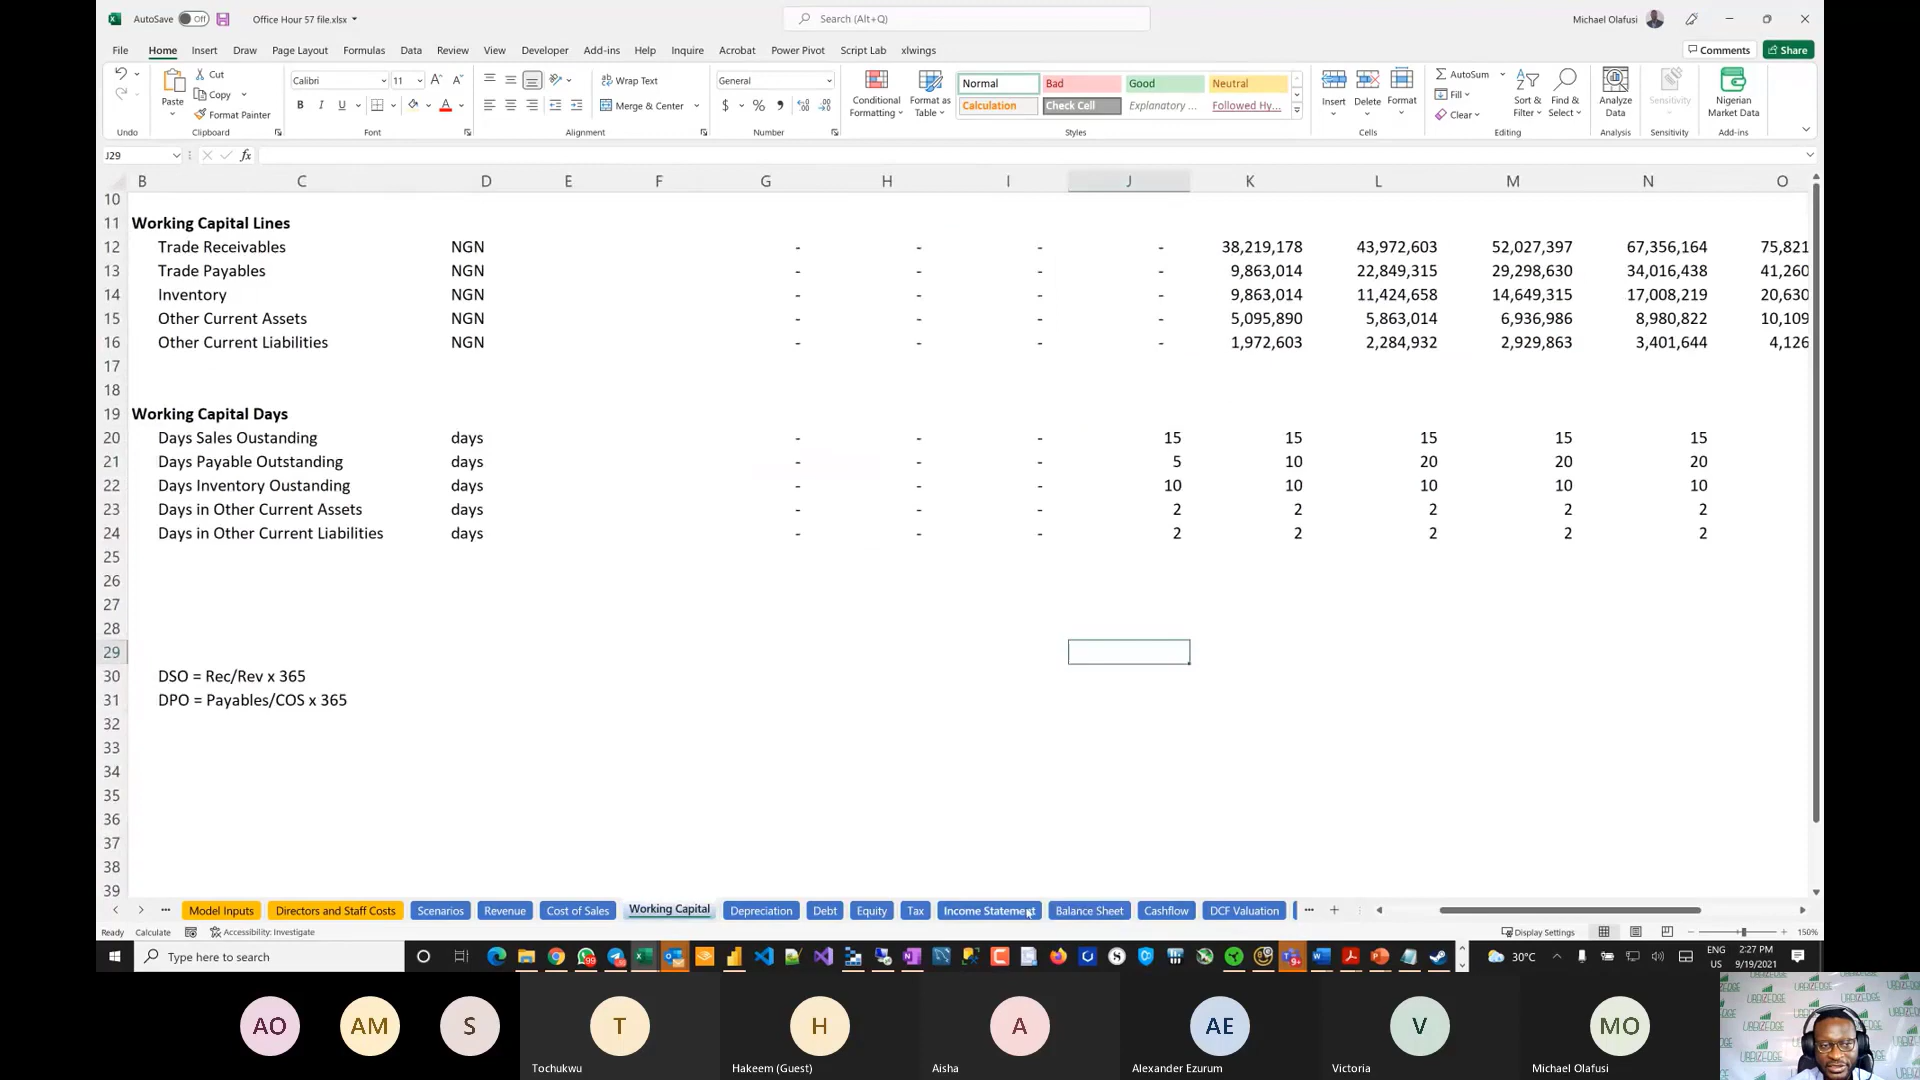 AutoSave Off Office Hour 57 file.xlsx Search (Alt+Q) Michael Olafusi
File Home Insert Draw Page Layout Formulas Data Review View Developer Add-ins Help Inquire Acrobat Power Pivot Script Lab xlwings Comments Share
Paste Cut Copy Format Painter
Calibri 11 B I U
Wrap Text Merge & Center
General $ % ,
Conditional Formatting Format as Table
Normal Bad Good Neutral
Calculation Check Cell Explanatory ... Followed Hy...
Insert Delete Format
AutoSum Fill Clear Sort & Filter Find & Select
Analyze Data Sensitivity Nigerian Market Data
Undo Clipboard Font Alignment Number Styles Cells Editing Analysis Sensitivity Add-ins
J29 fx
B C D E F G H I J K L M N O
10
11 Working Capital Lines
12 Trade Receivables NGN - - - - 38,219,178 43,972,603 52,027,397 67,356,164 75,821
13 Trade Payables NGN - - - - 9,863,014 22,849,315 29,298,630 34,016,438 41,260
14 Inventory NGN - - - - 9,863,014 11,424,658 14,649,315 17,008,219 20,630
15 Other Current Assets NGN - - - - 5,095,890 5,863,014 6,936,986 8,980,822 10,109
16 Other Current Liabilities NGN - - - - 1,972,603 2,284,932 2,929,863 3,401,644 4,126
17
18
19 Working Capital Days
20 Days Sales Oustanding days - - - 15 15 15 15 15
21 Days Payable Outstanding days - - - 5 10 20 20 20
22 Days Inventory Oustanding days - - - 10 10 10 10 10
23 Days in Other Current Assets days - - - 2 2 2 2 2
24 Days in Other Current Liabilities days - - - 2 2 2 2 2
25
26
27
28
29
30 DSO = Rec/Rev x 365
31 DPO = Payables/COS x 365
32
33
34
35
36
37
38
39
Model Inputs Directors and Staff Costs Scenarios Revenue Cost of Sales Working Capital Depreciation Debt Equity Tax Income Statement Balance Sheet Cashflow DCF Valuation
Ready Calculate Accessibility: Investigate Display Settings 150%
Type here to search 30°C ENG US 2:27 PM 9/19/2021
AO AM S T H A AE V MO
Tochukwu Hakeem (Guest) Aisha Alexander Ezurum Victoria Michael Olafusi
URBIZEDGE